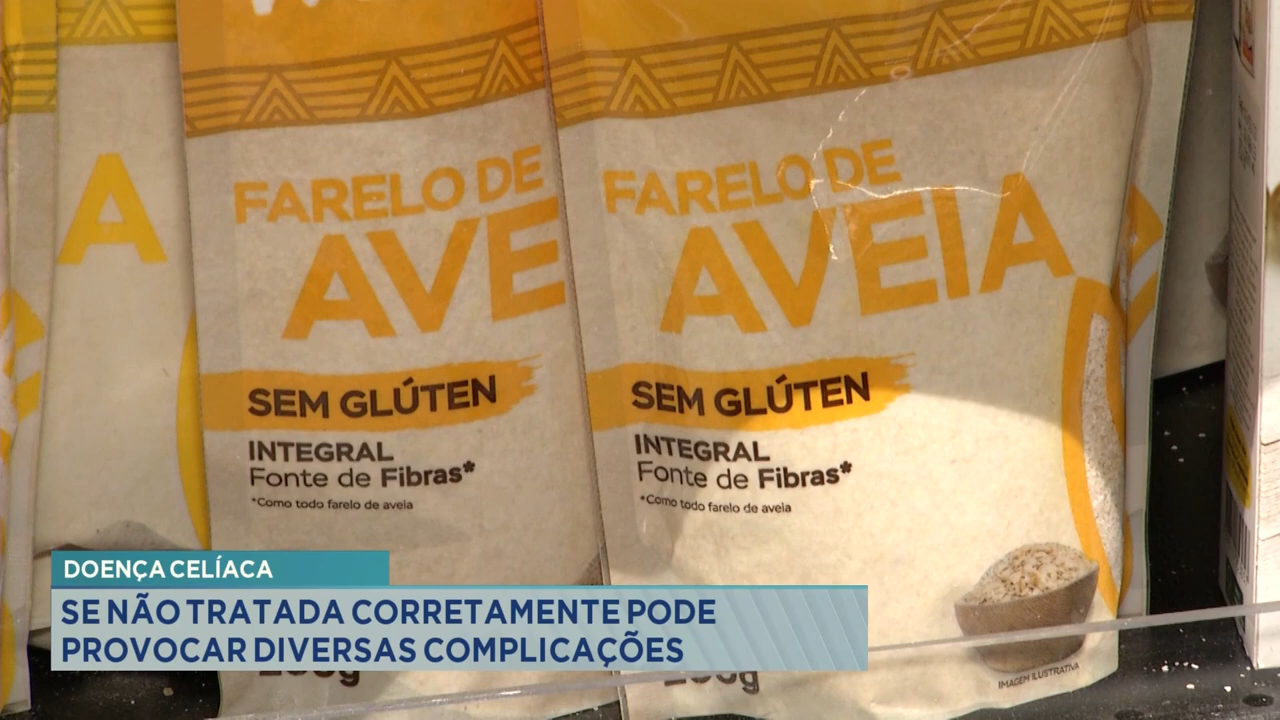 A
FARELO DE
AVE
SEM GLÚTEN
INTEGRAL
Fonte de Fibras*
*Como todo farelo de aveia
FARELO DE
AVEIA
SEM GLÚTEN
INTEGRAL
Fonte de Fibras*
*Como todo farelo de aveia
IMAGEM ILUSTRATIVA
DOENÇA CELÍACA
SE NÃO TRATADA CORRETAMENTE PODE
PROVOCAR DIVERSAS COMPLICAÇÕES